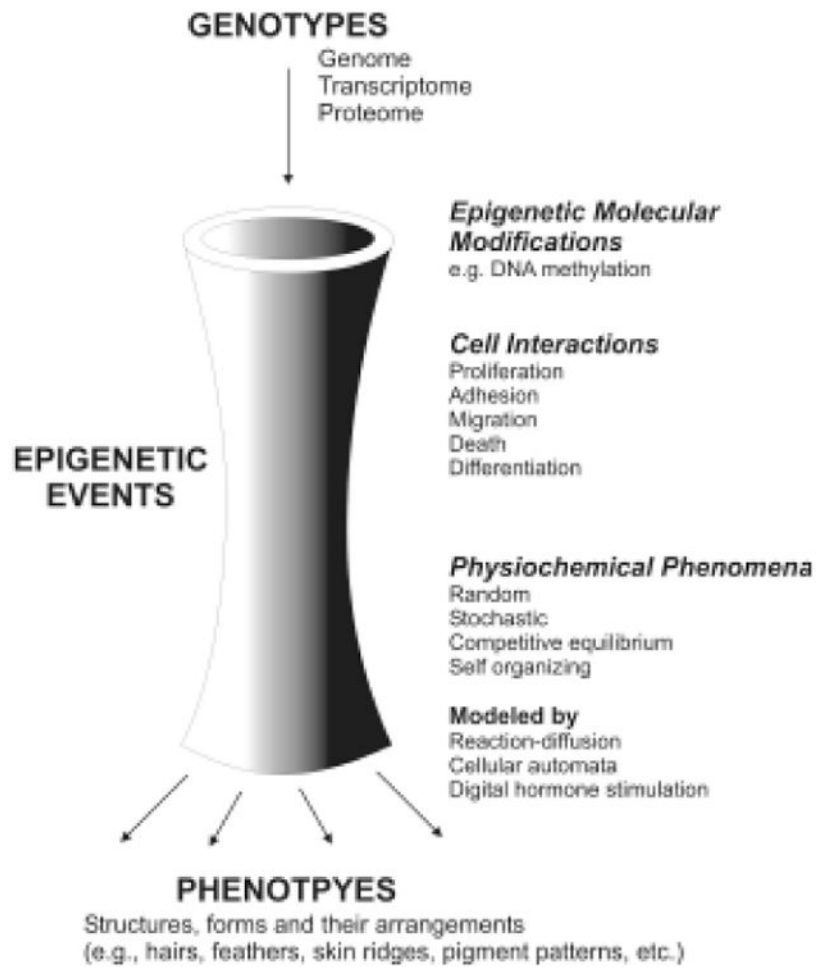 GENOTYPES
Genome
Transcriptome
Proteome
Epigenetic Molecular
Modifications
e.g. DNA methylation
Cell Interactions
Proliferation
Adhesion
Migration
Death
Differentiation
EPIGENETIC
EVENTS
Physiochemical Phenomena
Random
Stochastic
Competitive equilibrium
Self organizing
Modeled by
Reaction-diffusion
Cellular automata
Digital hormone stimulation
PHENOTPYES
Structures, forms and their arrangements
(e.g., hairs, feathers, skin ridges, pigment patterns, etc.)